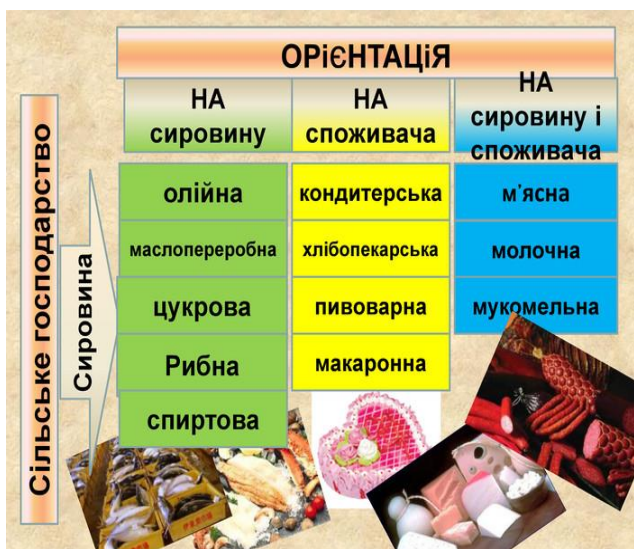 ОРіЄНТАЦіЯ
НА
сировину
НА
споживача
НА
сировину і
споживача
Сільське господарство
Сировина
олійна
кондитерська
м'ясна
маслопереробна
хлібопекарська
молочна
цукрова
пивоварна
мукомельна
Рибна
макаронна
спиртова